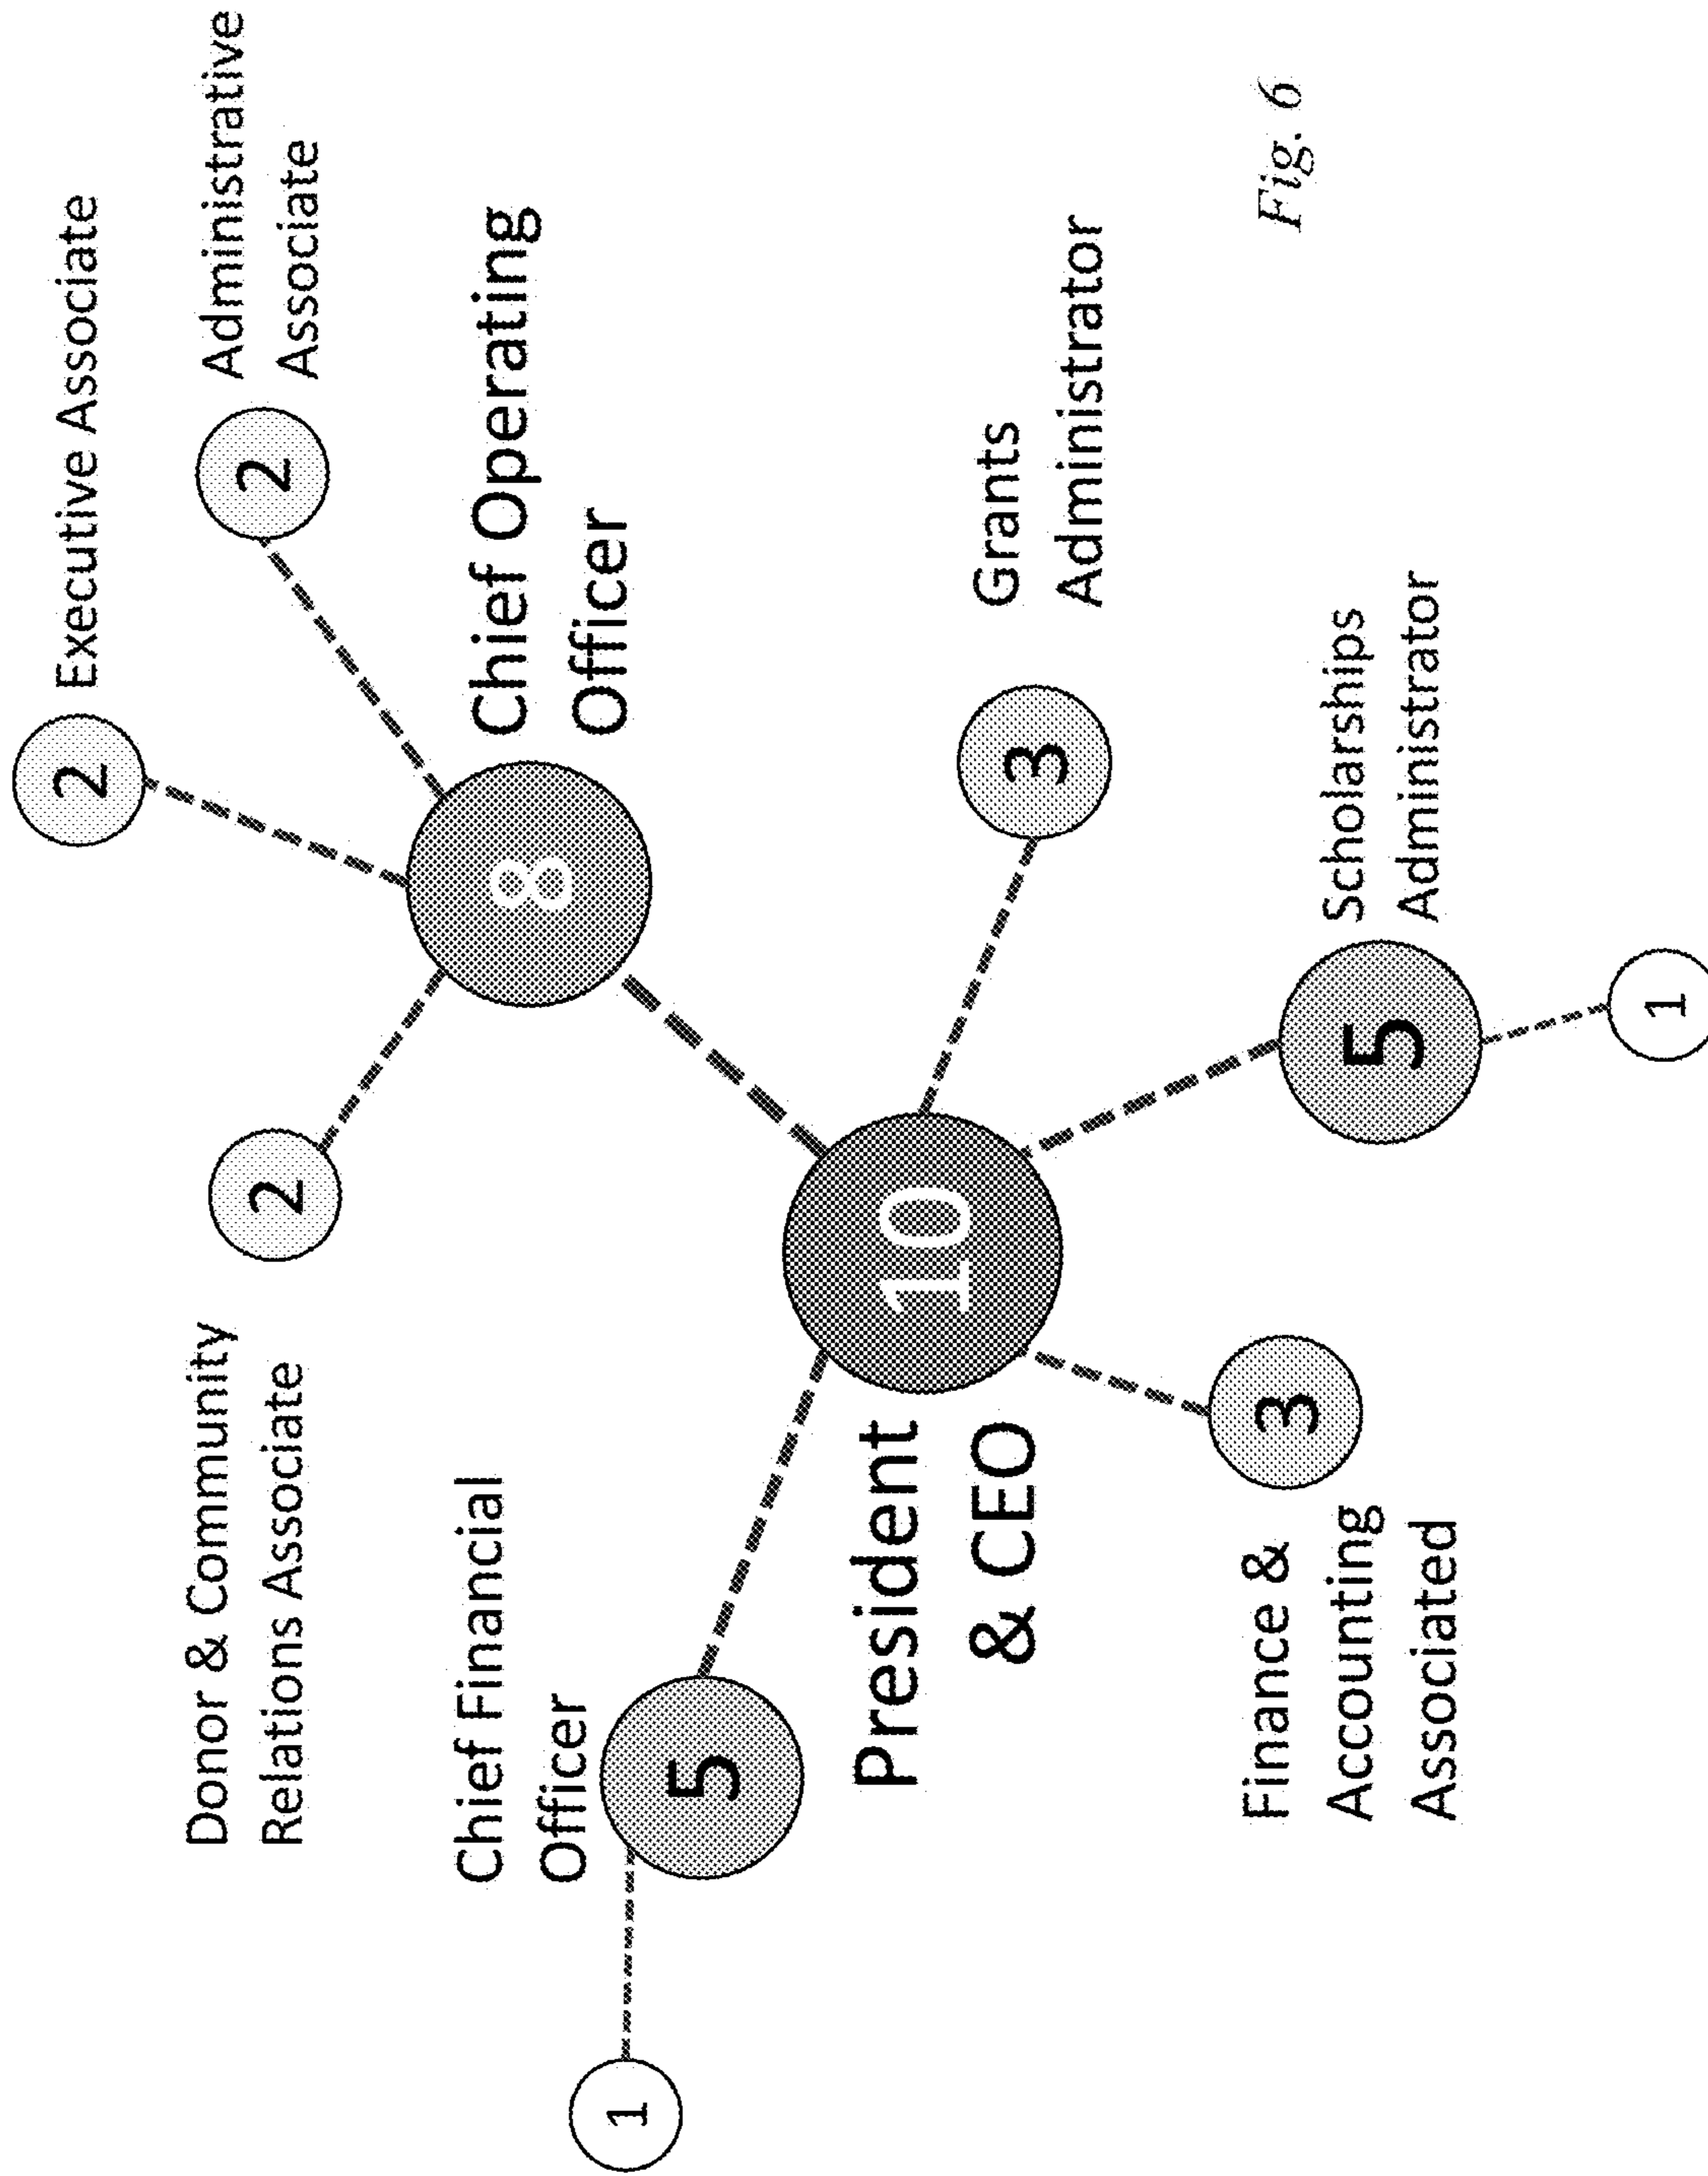 Executive Associate
2
Administrative
Associate
2
Donor & Community
Relations Associate
2
Chief Operating
Officer
8
Chief Financial
Officer
5
1
President
& CEO
10
Grants
Administrator
3
Finance &
Accounting
Associated
3
Scholarships
Administrator
5
1
Fig. 6